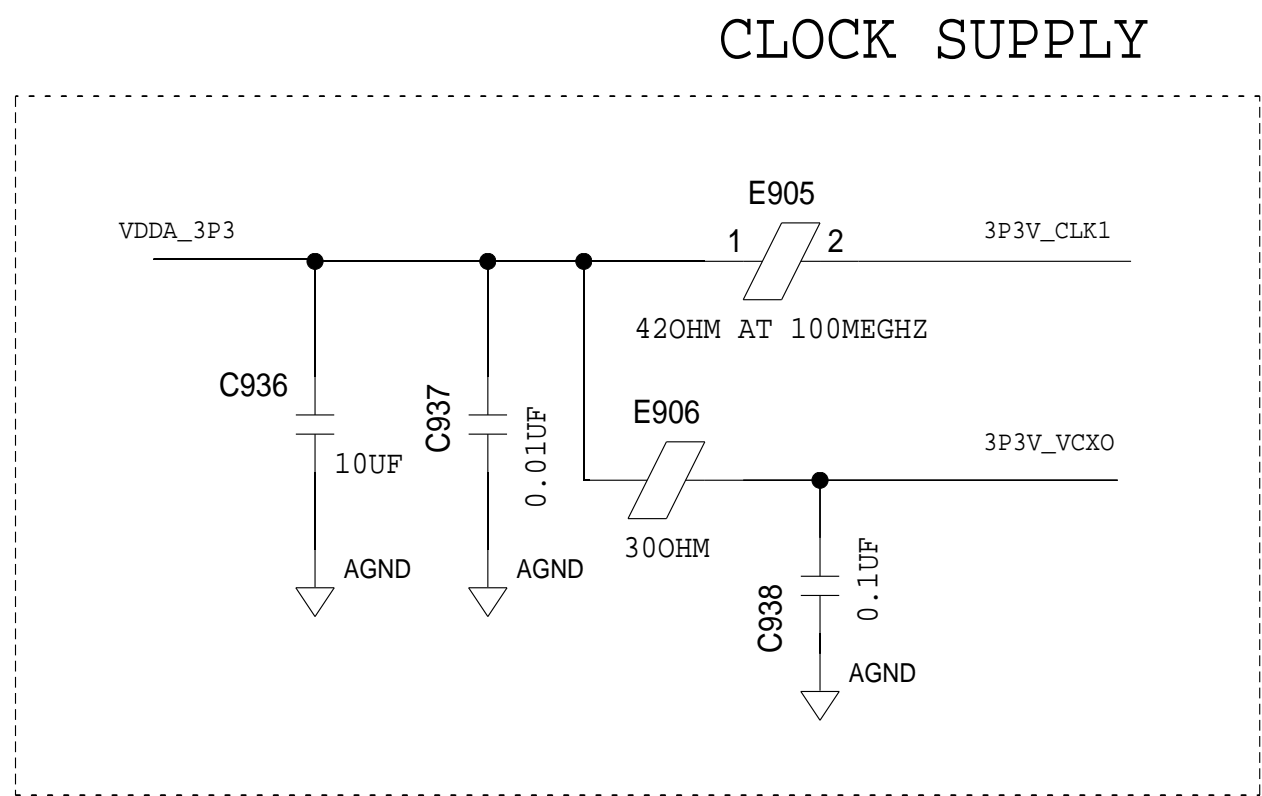 CLOCK SUPPLY
E905
VDDA_3P3
1
2
3P3V_CLK1
42OHM AT 100MEGHZ
C936
10UF
C937
0.01UF
E906
3P3V_VCXO
30OHM
AGND
AGND
C938
0.1UF
AGND